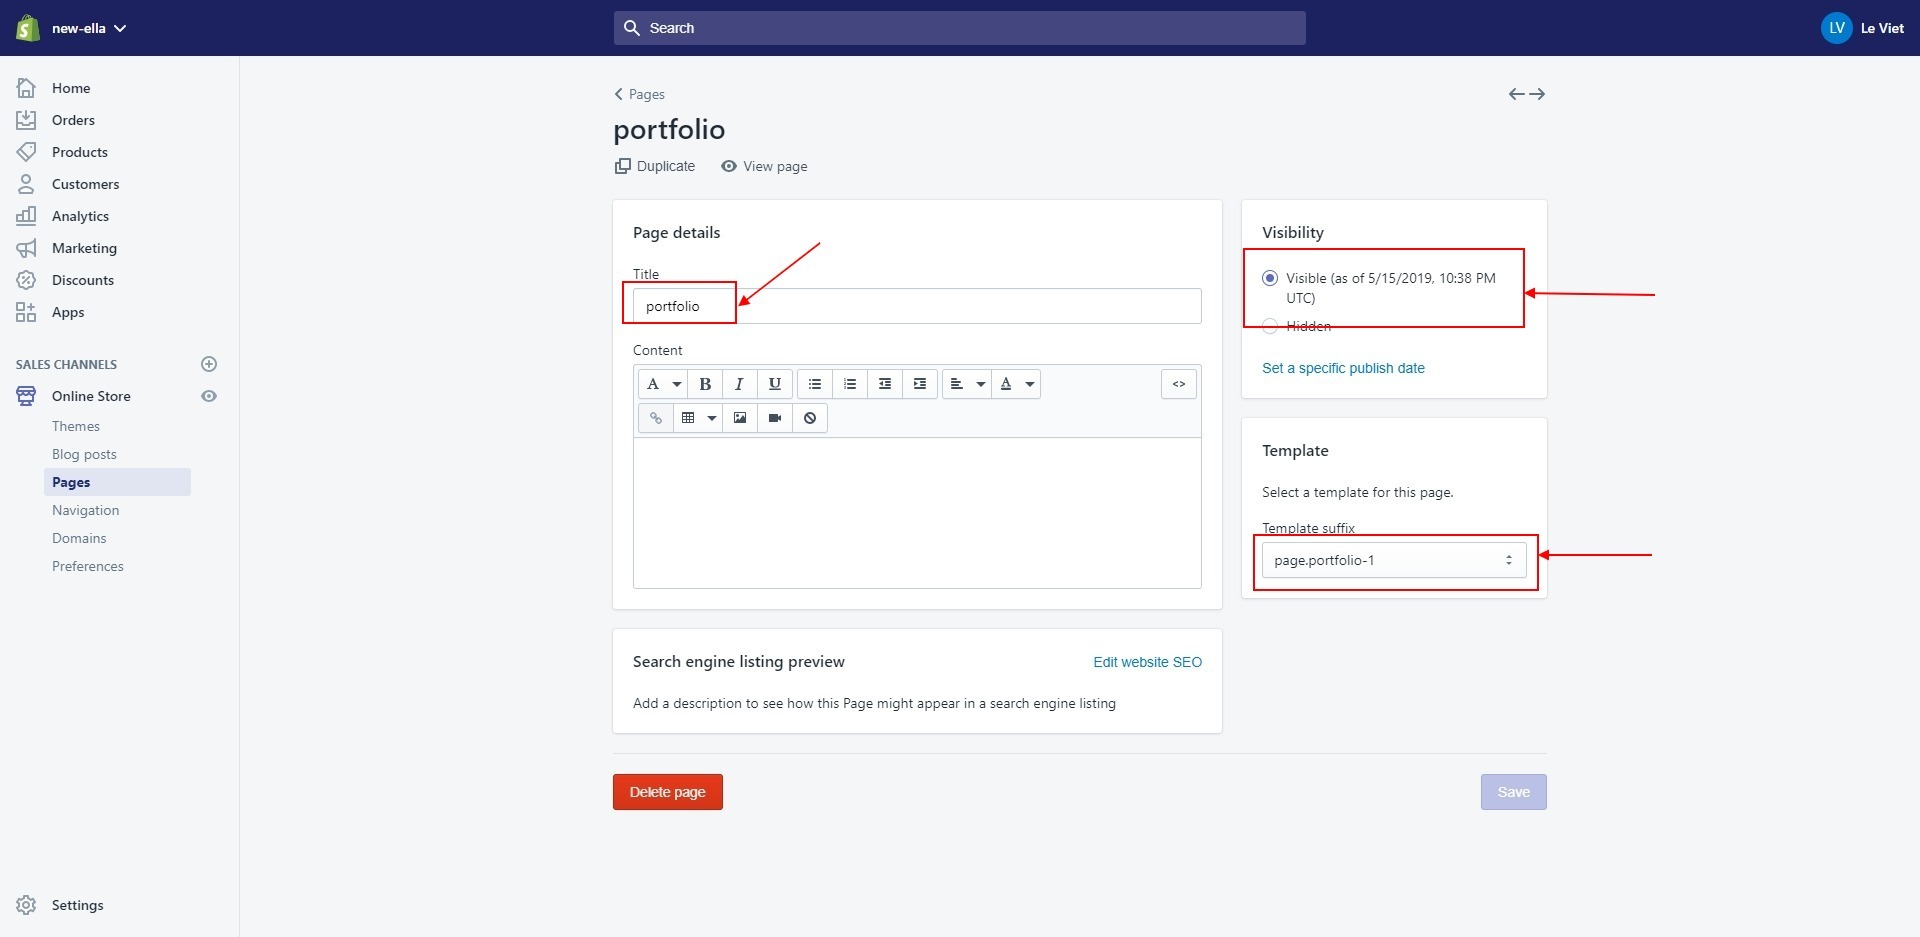 new-ella
Search
LV
Le Viet
Home
Orders
Products
Customers
Analytics
Marketing
Discounts
Apps
SALES CHANNELS
Online Store
Themes
Blog posts
Pages
Navigation
Domains
Preferences
Settings
Pages
portfolio
Duplicate
View page
Page details
Title
portfolio
Content
A
B
I
U
A
<>
Search engine listing preview
Edit website SEO
Add a description to see how this Page might appear in a search engine listing
Visibility
Visible (as of 5/15/2019, 10:38 PM
UTC)
Hidden
Set a specific publish date
Template
Select a template for this page.
Template suffix
page.portfolio-1
Delete page
Save